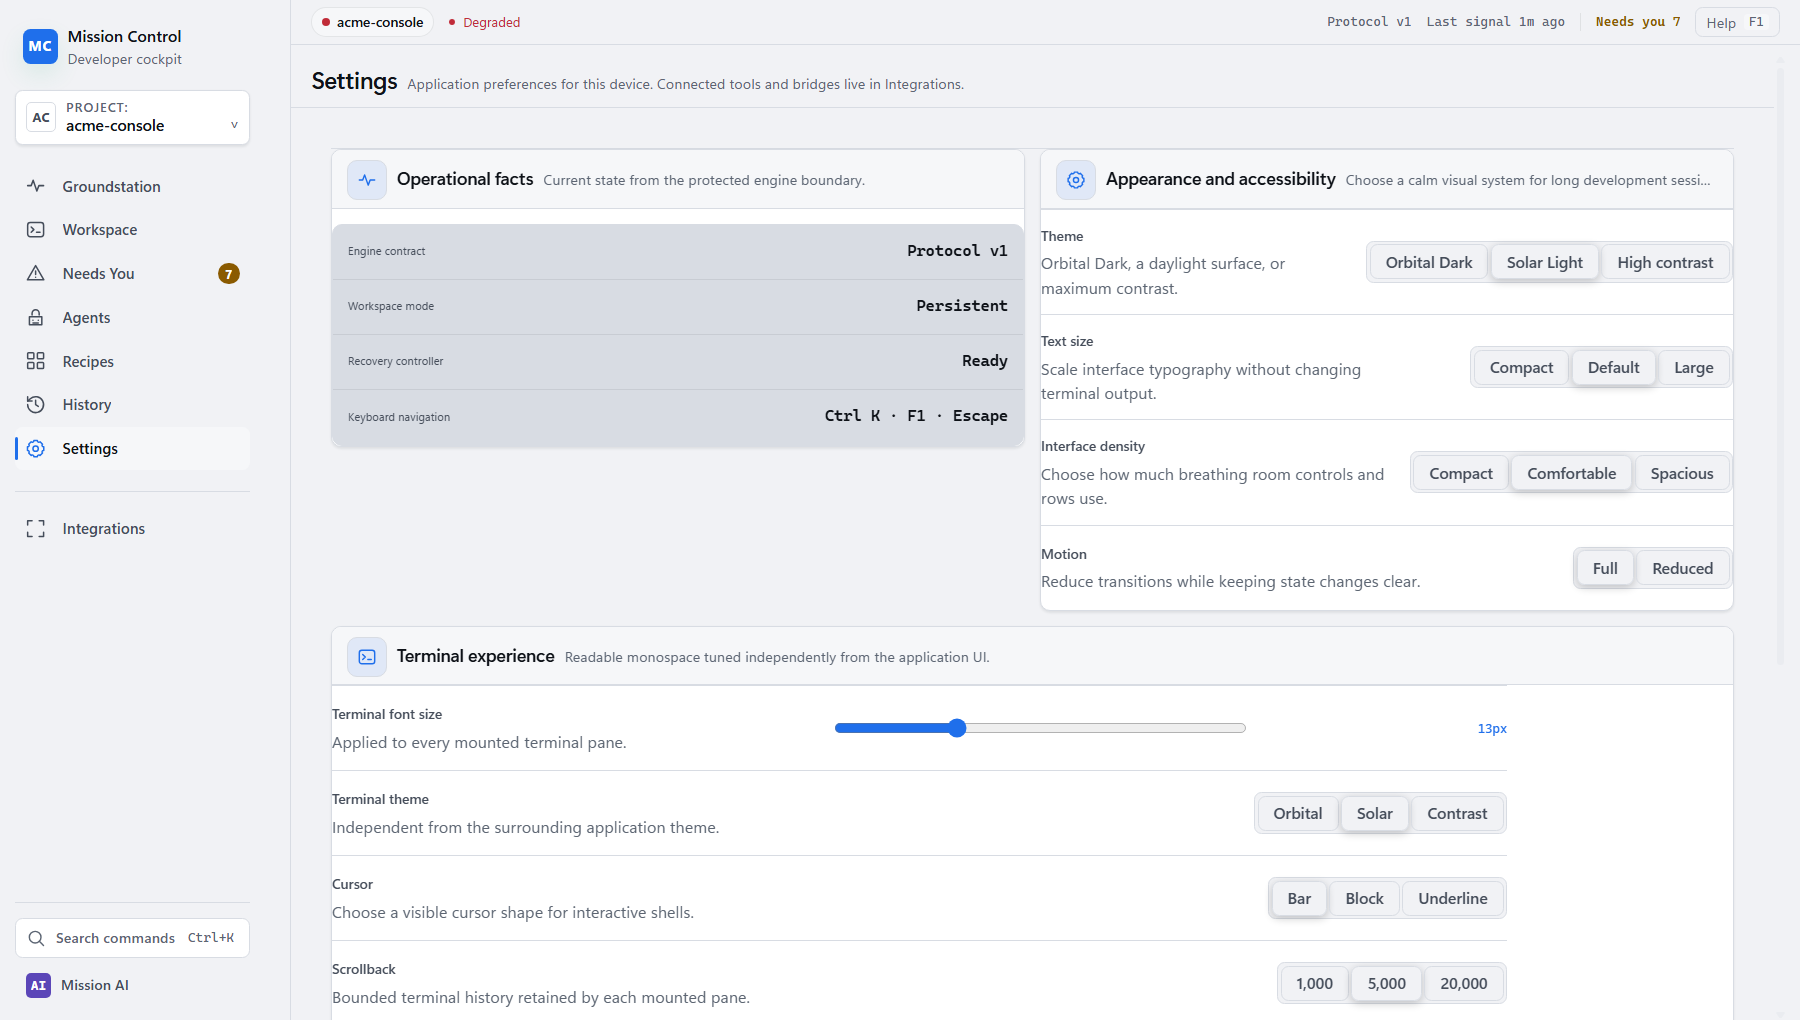 MC
Mission Control
Developer cockpit
AC
PROJECT:
acme-console
v
Groundstation
Workspace
Needs You 7
Agents
Recipes
History
Settings
Integrations
Search commands Ctrl+K
AI Mission AI
acme-console Degraded
Protocol v1 Last signal 1m ago Needs you 7 Help F1
Settings Application preferences for this device. Connected tools and bridges live in Integrations.
Operational facts Current state from the protected engine boundary.
Engine contract Protocol v1
Workspace mode Persistent
Recovery controller Ready
Keyboard navigation Ctrl K · F1 · Escape
Appearance and accessibility Choose a calm visual system for long development sessi...
Theme
Orbital Dark, a daylight surface, or
maximum contrast.
Orbital Dark Solar Light High contrast
Text size
Scale interface typography without changing
terminal output.
Compact Default Large
Interface density
Choose how much breathing room controls and
rows use.
Compact Comfortable Spacious
Motion
Reduce transitions while keeping state changes clear.
Full Reduced
Terminal experience Readable monospace tuned independently from the application UI.
Terminal font size
Applied to every mounted terminal pane.
13px
Terminal theme
Independent from the surrounding application theme.
Orbital Solar Contrast
Cursor
Choose a visible cursor shape for interactive shells.
Bar Block Underline
Scrollback
Bounded terminal history retained by each mounted pane.
1,000 5,000 20,000